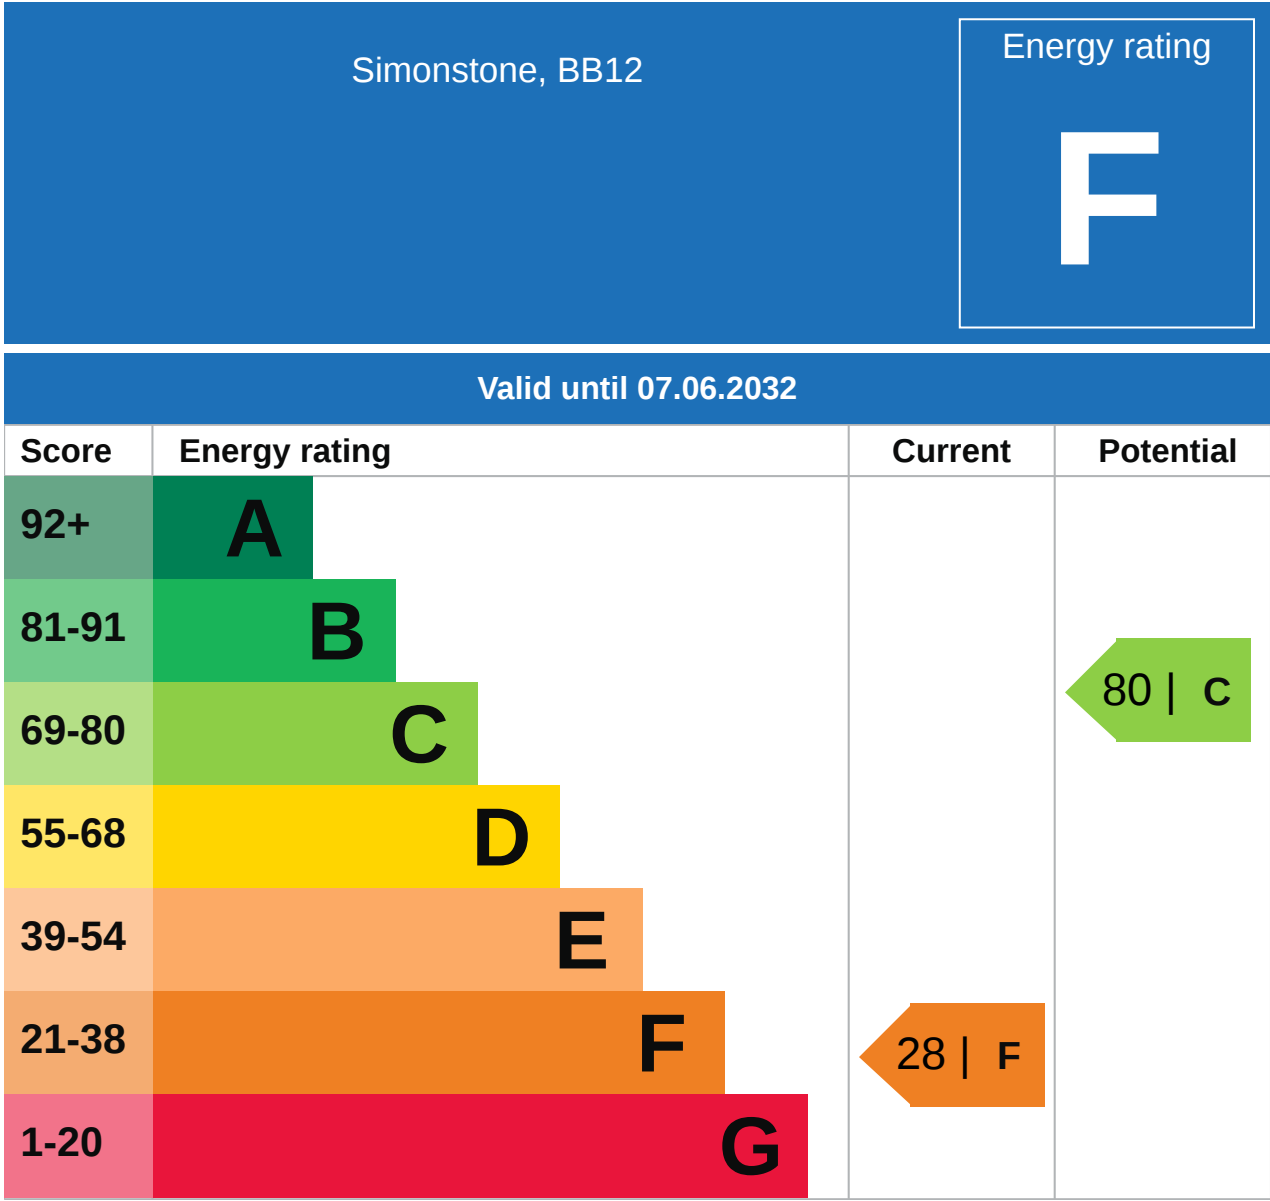 Simonstone, BB12
Energy rating
F
Valid until 07.06.2032
Score Energy rating Current Potential
92+ A
81-91 B
69-80 C 80 | C
55-68 D
39-54 E
21-38 F 28 | F
1-20 G